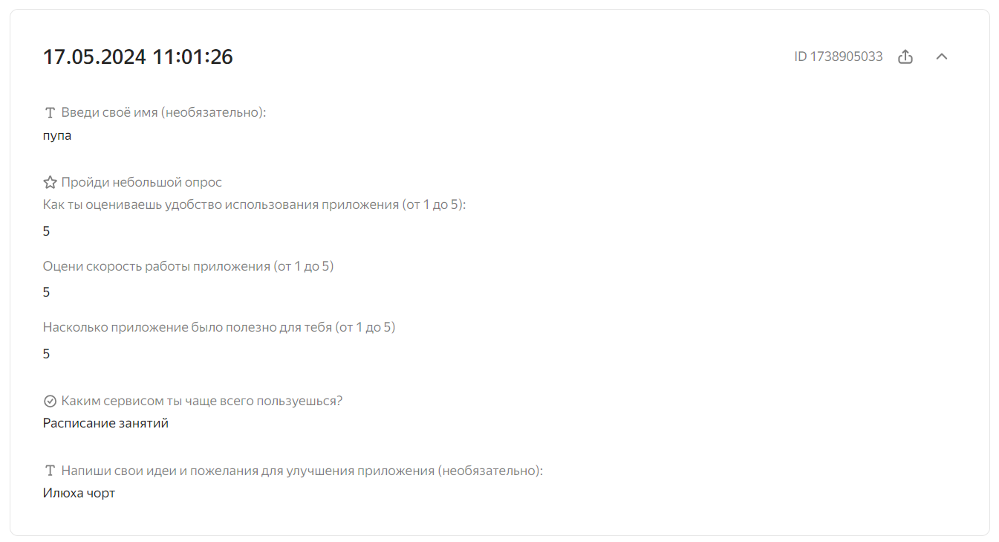 17.05.2024 11:01:26
ID 1738905033
Введи своё имя (необязательно):
пупа
Пройди небольшой опрос
Как ты оцениваешь удобство использования приложения (от 1 до 5):
5
Оцени скорость работы приложения (от 1 до 5)
5
Насколько приложение было полезно для тебя (от 1 до 5)
5
Каким сервисом ты чаще всего пользуешься?
Расписание занятий
Напиши свои идеи и пожелания для улучшения приложения (необязательно):
Илюха чорт